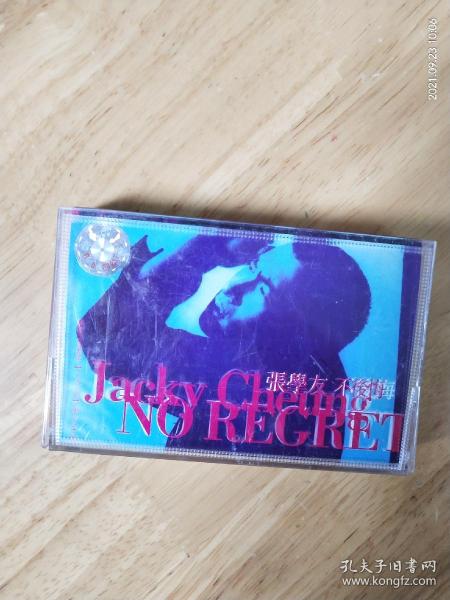 2021.09.23 10:06
張學友 不後悔
Jacky Cheung
NO REGRET
孔夫子旧书网
www.kongfz.com